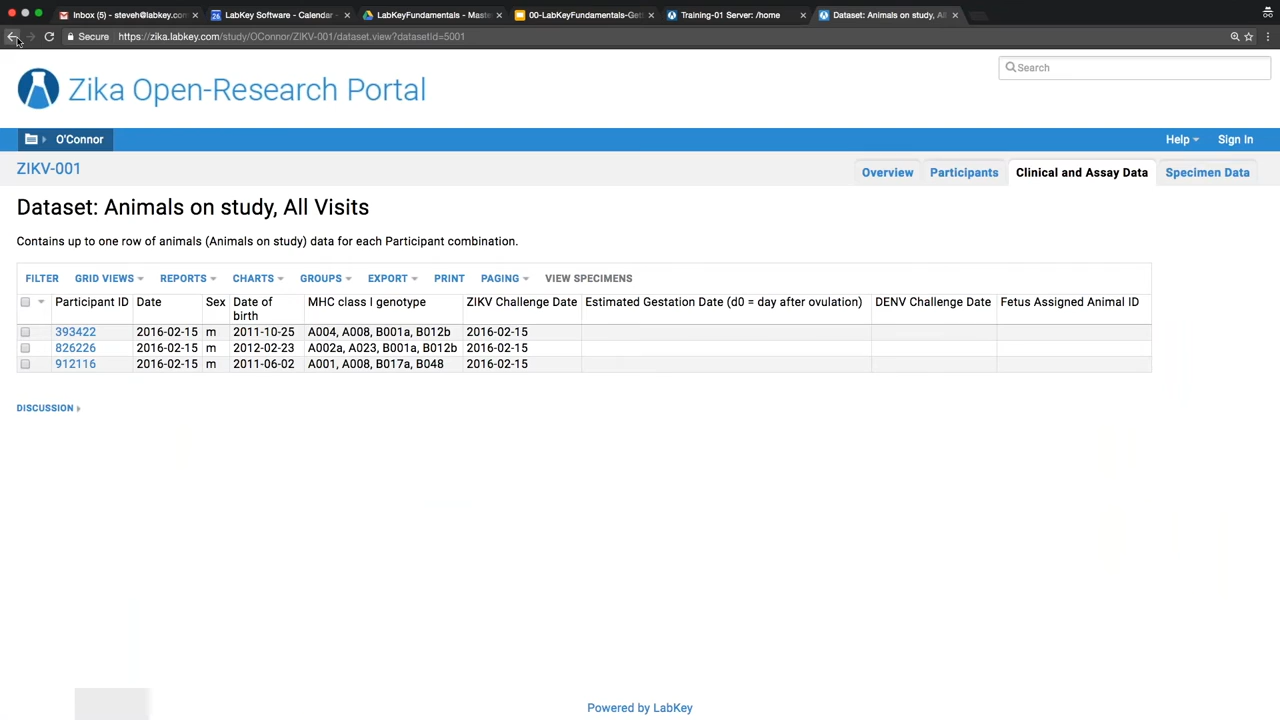 Inbox (5) - steveh@labkey.con
LabKey Software - Calendar -
LabKeyFundamentals - Maste
00-LabKeyFundamentals-Get
Training-01 Server: /home
Dataset: Animals on study, All
Secure https://zika.labkey.com/study/OConnor/ZIKV-001/dataset.view?datasetId=5001
Zika Open-Research Portal
Search
O'Connor
Help
Sign In
ZIKV-001
Overview
Participants
Clinical and Assay Data
Specimen Data
Dataset: Animals on study, All Visits
Contains up to one row of animals (Animals on study) data for each Participant combination.
FILTER GRID VIEWS REPORTS CHARTS GROUPS EXPORT PRINT PAGING VIEW SPECIMENS
Participant ID Date Sex Date of birth MHC class I genotype ZIKV Challenge Date Estimated Gestation Date (d0 = day after ovulation) DENV Challenge Date Fetus Assigned Animal ID
393422 2016-02-15 m 2011-10-25 A004, A008, B001a, B012b 2016-02-15
826226 2016-02-15 m 2012-02-23 A002a, A023, B001a, B012b 2016-02-15
912116 2016-02-15 m 2011-06-02 A001, A008, B017a, B048 2016-02-15
DISCUSSION
Powered by LabKey